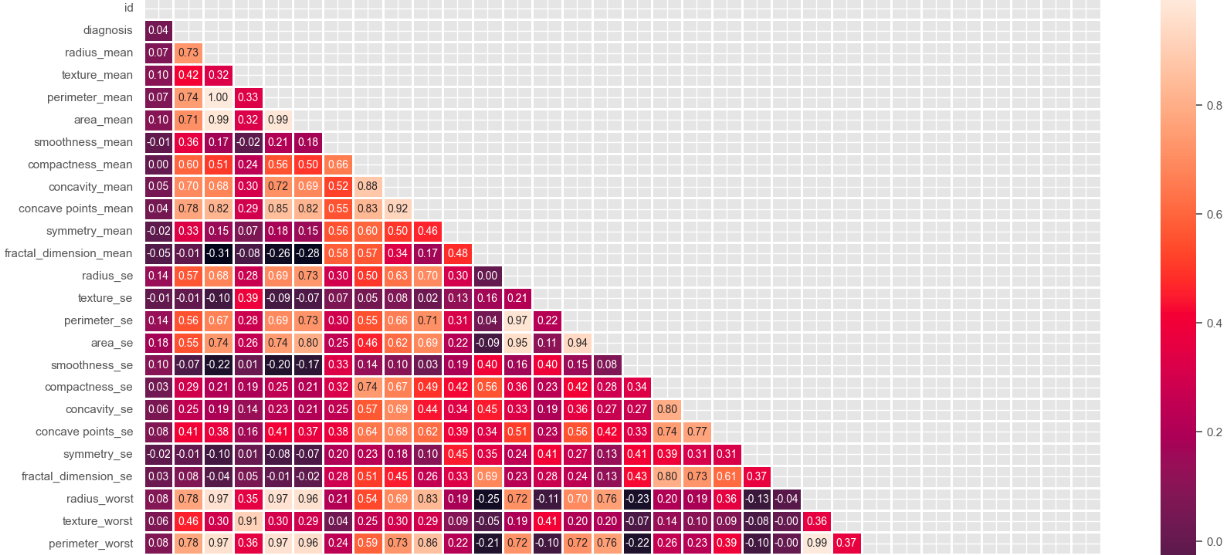 id
diagnosis 0.04
radius_mean 0.07 0.73
texture_mean 0.10 0.42 0.32
perimeter_mean 0.07 0.74 1.00 0.33
area_mean 0.10 0.71 0.99 0.32 0.99 0.8
smoothness_mean -0.01 0.36 0.17 -0.02 0.21 0.18
compactness_mean 0.00 0.60 0.51 0.24 0.56 0.50 0.66
concavity_mean 0.05 0.70 0.68 0.30 0.72 0.69 0.52 0.88
concave points_mean 0.04 0.78 0.82 0.29 0.85 0.82 0.55 0.83 0.92 0.6
symmetry_mean -0.02 0.33 0.15 0.07 0.18 0.15 0.56 0.60 0.50 0.46
fractal_dimension_mean -0.05 -0.01 -0.31 -0.08 -0.26 -0.28 0.58 0.57 0.34 0.17 0.48
radius_se 0.14 0.57 0.68 0.28 0.69 0.73 0.30 0.50 0.63 0.70 0.30 0.00
texture_se -0.01 -0.01 -0.10 0.39 -0.09 -0.07 0.07 0.05 0.08 0.02 0.13 0.16 0.21
perimeter_se 0.14 0.56 0.67 0.28 0.69 0.73 0.30 0.55 0.66 0.71 0.31 0.04 0.97 0.22 0.4
area_se 0.18 0.55 0.74 0.26 0.74 0.80 0.25 0.46 0.62 0.69 0.22 -0.09 0.95 0.11 0.94
smoothness_se 0.10 -0.07 -0.22 0.01 -0.20 -0.17 0.33 0.14 0.10 0.03 0.19 0.40 0.16 0.40 0.15 0.08
compactness_se 0.03 0.29 0.21 0.19 0.25 0.21 0.32 0.74 0.67 0.49 0.42 0.56 0.36 0.23 0.42 0.28 0.34
concavity_se 0.06 0.25 0.19 0.14 0.23 0.21 0.25 0.57 0.69 0.44 0.34 0.45 0.33 0.19 0.36 0.27 0.27 0.80
concave points_se 0.08 0.41 0.38 0.16 0.41 0.37 0.38 0.64 0.68 0.62 0.39 0.34 0.51 0.23 0.56 0.42 0.33 0.74 0.77 0.2
symmetry_se -0.02 -0.01 -0.10 0.01 -0.08 -0.07 0.20 0.23 0.18 0.10 0.45 0.35 0.24 0.41 0.27 0.13 0.41 0.39 0.31 0.31
fractal_dimension_se 0.03 0.08 -0.04 0.05 -0.01 -0.02 0.28 0.51 0.45 0.26 0.33 0.69 0.23 0.28 0.24 0.13 0.43 0.80 0.73 0.61 0.37
radius_worst 0.08 0.78 0.97 0.35 0.97 0.96 0.21 0.54 0.69 0.83 0.19 -0.25 0.72 -0.11 0.70 0.76 -0.23 0.20 0.19 0.36 -0.13 -0.04
texture_worst 0.06 0.46 0.30 0.91 0.30 0.29 0.04 0.25 0.30 0.29 0.09 -0.05 0.19 0.41 0.20 0.20 -0.07 0.14 0.10 0.09 -0.08 -0.00 0.36
perimeter_worst 0.08 0.78 0.97 0.36 0.97 0.96 0.24 0.59 0.73 0.86 0.22 -0.21 0.72 -0.10 0.72 0.76 -0.22 0.26 0.23 0.39 -0.10 -0.00 0.99 0.37 0.0